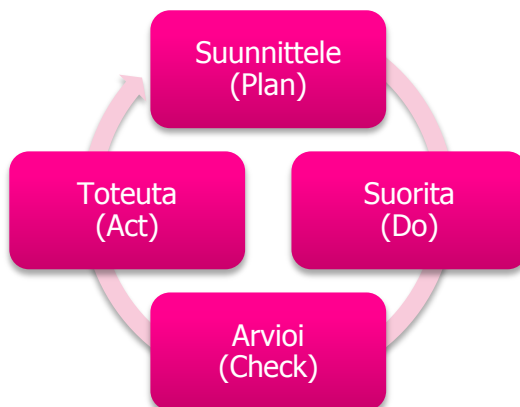 Suunnittele
(Plan)
Suorita
(Do)
Arvioi
(Check)
Toteuta
(Act)